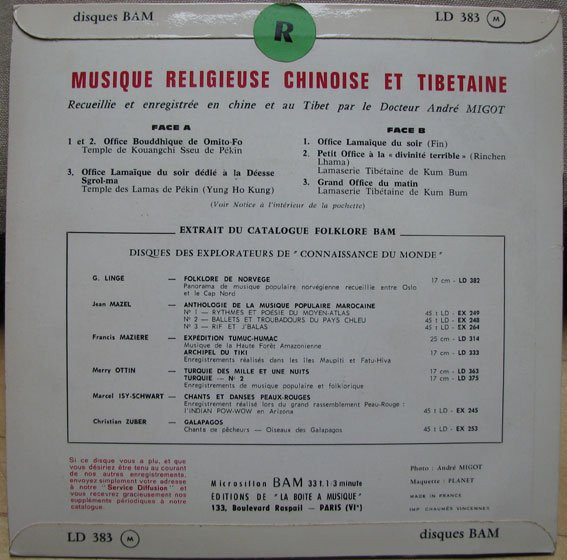 disques BAM
R
LD 383 M
MUSIQUE RELIGIEUSE CHINOISE ET TIBETAINE
Recueillie et enregistrée en chine et au Tibet par le Docteur André MIGOT
FACE A
1 et 2. Office Bouddhique de Omito-Fo
Temple de Kouangchi Sseu de Pékin
3. Office Lamaïque du soir dédié à la Déesse
Sgrol-ma
Temple des Lamas de Pékin (Yung Ho Kung)
FACE B
1. Office Lamaïque du soir (Fin)
2. Petit Office à la « divinité terrible » (Rinchen
Lhama)
Lamaserie Tibétaine de Kum Bum
3. Grand Office du matin
Lamaserie Tibétaine de Kum Bum
(Voir Notice à l'intérieur de la pochette)
EXTRAIT DU CATALOGUE FOLKLORE BAM
DISQUES DES EXPLORATEURS DE "CONNAISSANCE DU MONDE"
G. LINGE — FOLKLORE DE NORVEGE 17 cm - LD 382
Panorama de musique populaire norvégienne recueillie entre Oslo
et le Cap Nord
Jean MAZEL — ANTHOLOGIE DE LA MUSIQUE POPULAIRE MAROCAINE
N° 1 — RYTHMES ET POESIE DU MOYEN-ATLAS 45 t LD - EX 249
N° 2 — BALLETS ET TROUBADOURS DU PAYS CHLEU 45 t LD - EX 248
N° 3 — RIF ET J'BALAS 45 t LD - EX 264
Francis MAZIERE — EXPEDITION TUMUC-HUMAC 25 cm - LD 314
Musique de la Haute Forêt Amazonienne
ARCHIPEL DU TIKI 17 cm - LD 333
Enregistrements réalisés dans les îles Maupiti et Fatu-Hiva
Merry OTTIN — TURQUIE DES MILLE ET UNE NUITS 17 cm - LD 363
TURQUIE — N° 2 17 cm - LD 375
Enregistrements de musique populaire et folklorique
Marcel ISY-SCHWART — CHANTS ET DANSES PEAUX-ROUGES
Enregistrement réalisé lors du grand rassemblement Peau-Rouge :
l'INDIAN POW-WOW en Arizona 45 t LD - EX 245
Christian ZUBER — GALAPAGOS 45 t LD - EX 253
Chants de pêcheurs — Oiseaux des Galapagos
Si ce disque vous a plu, et que
vous désiriez être tenu au courant
de nos autres enregistrements,
envoyez simplement votre adresse
à notre "Service Diffusion" et
vous recevrez gracieusement nos
suppléments périodiques à notre
catalogue.
Microsillon BAM 33 t. 1/3 minute
EDITIONS DE "LA BOITE A MUSIQUE"
133, Boulevard Raspail — PARIS (VI°)
Photo : André MIGOT
Maquette : PLANET
MADE IN FRANCE
IMP. CHAUMÉS VINCENNES
LD 383 M
disques BAM